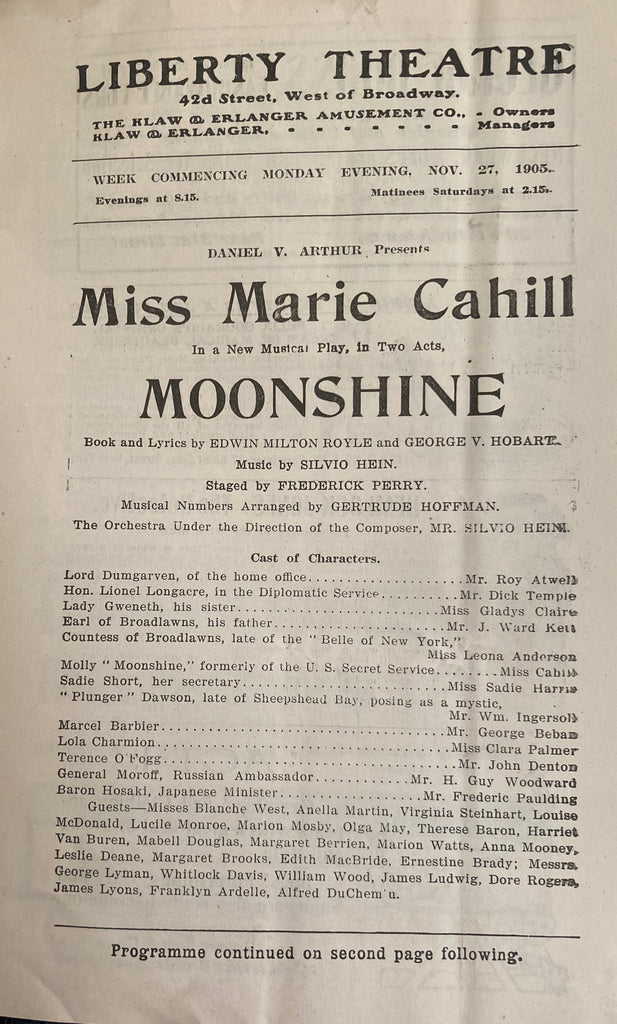 LIBERTY THEATRE
42d Street, West of Broadway.
THE KLAW & ERLANGER AMUSEMENT CO., - Owners
KLAW & ERLANGER, - - - - - - - Managers
WEEK COMMENCING MONDAY EVENING, NOV. 27, 1905.
Evenings at 8.15. Matinees Saturdays at 2.15.
DANIEL V. ARTHUR Presents
Miss Marie Cahill
In a New Musical Play, in Two Acts,
MOONSHINE
Book and Lyrics by EDWIN MILTON ROYLE and GEORGE V. HOBART.
Music by SILVIO HEIN.
Staged by FREDERICK PERRY.
Musical Numbers Arranged by GERTRUDE HOFFMAN.
The Orchestra Under the Direction of the Composer, MR. SILVIO HEIN.
Cast of Characters.
Lord Dumgarven, of the home office...................Mr. Roy Atwell
Hon. Lionel Longacre, in the Diplomatic Service..........Mr. Dick Temple
Lady Gweneth, his sister..........................Miss Gladys Claire
Earl of Broadlawns, his father......................Mr. J. Ward Kett
Countess of Broadlawns, late of the "Belle of New York,"
Miss Leona Anderson
Molly "Moonshine," formerly of the U. S. Secret Service........Miss Cahill
Sadie Short, her secretary..........................Miss Sadie Harris
"Plunger" Dawson, late of Sheepshead Bay, posing as a mystic,
Mr. Wm. Ingersoll
Marcel Barbier....................................Mr. George Beban
Lola Charmion....................................Miss Clara Palmer
Terence O'Fogg....................................Mr. John Denton
General Moroff, Russian Ambassador............Mr. H. Guy Woodward
Baron Hosaki, Japanese Minister..................Mr. Frederic Paulding
Guests—Misses Blanche West, Anella Martin, Virginia Steinhart, Louise
McDonald, Lucile Monroe, Marion Mosby, Olga May, Therese Baron, Harriet
Van Buren, Mabell Douglas, Margaret Berrien, Marion Watts, Anna Mooney,
Leslie Deane, Margaret Brooks, Edith MacBride, Ernestine Brady; Messrs.
George Lyman, Whitlock Davis, William Wood, James Ludwig, Dore Rogers,
James Lyons, Franklyn Ardelle, Alfred DuChem'n.
Programme continued on second page following.